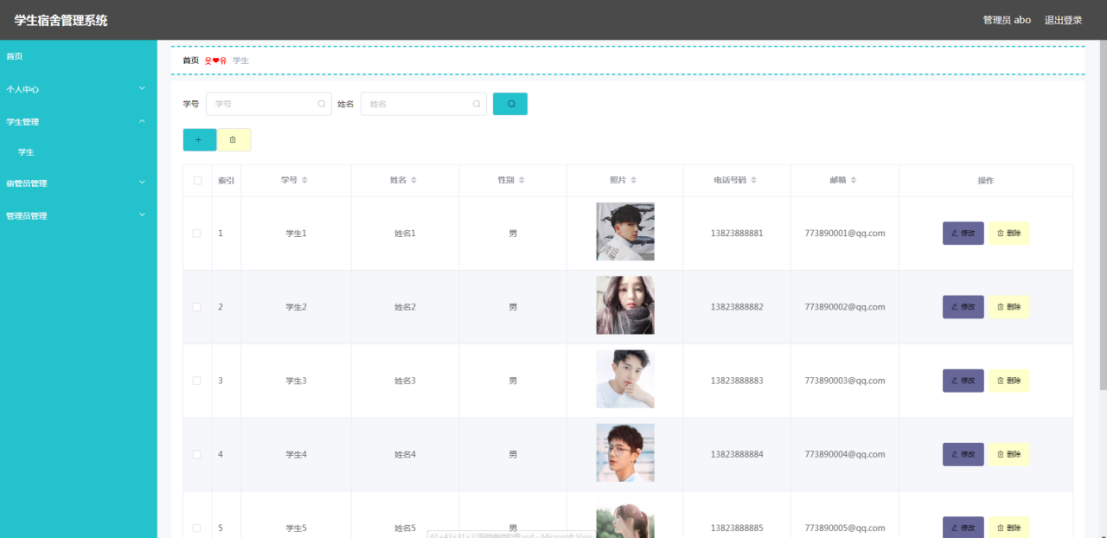 学生宿舍管理系统
管理员 abo 退出登录
首页
个人中心
学生管理
学生
宿管员管理
管理员管理
首页 웃❤유 学生
学号 学号 姓名 姓名
索引 学号 姓名 性别 照片 电话号码 邮箱 操作
1 学生1 姓名1 男 13823888881 773890001@qq.com 修改 删除
2 学生2 姓名2 男 13823888882 773890002@qq.com 修改 删除
3 学生3 姓名3 男 13823888883 773890003@qq.com 修改 删除
4 学生4 姓名4 男 13823888884 773890004@qq.com 修改 删除
5 学生5 姓名5 男 13823888885 773890005@qq.com 修改 删除